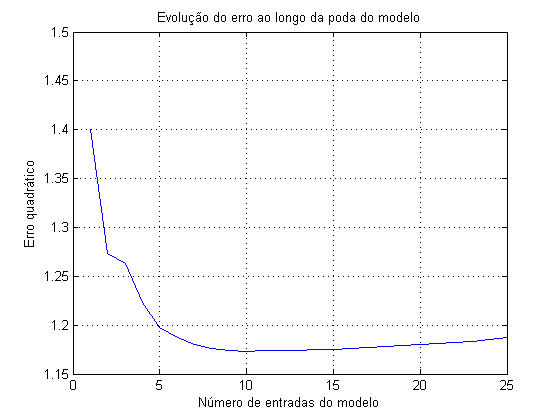 Evolução do erro ao longo da poda do modelo
1.5
1.45
1.4
1.35
1.3
1.25
1.2
1.15
Erro quadrático
0 5 10 15 20 25
Número de entradas do modelo